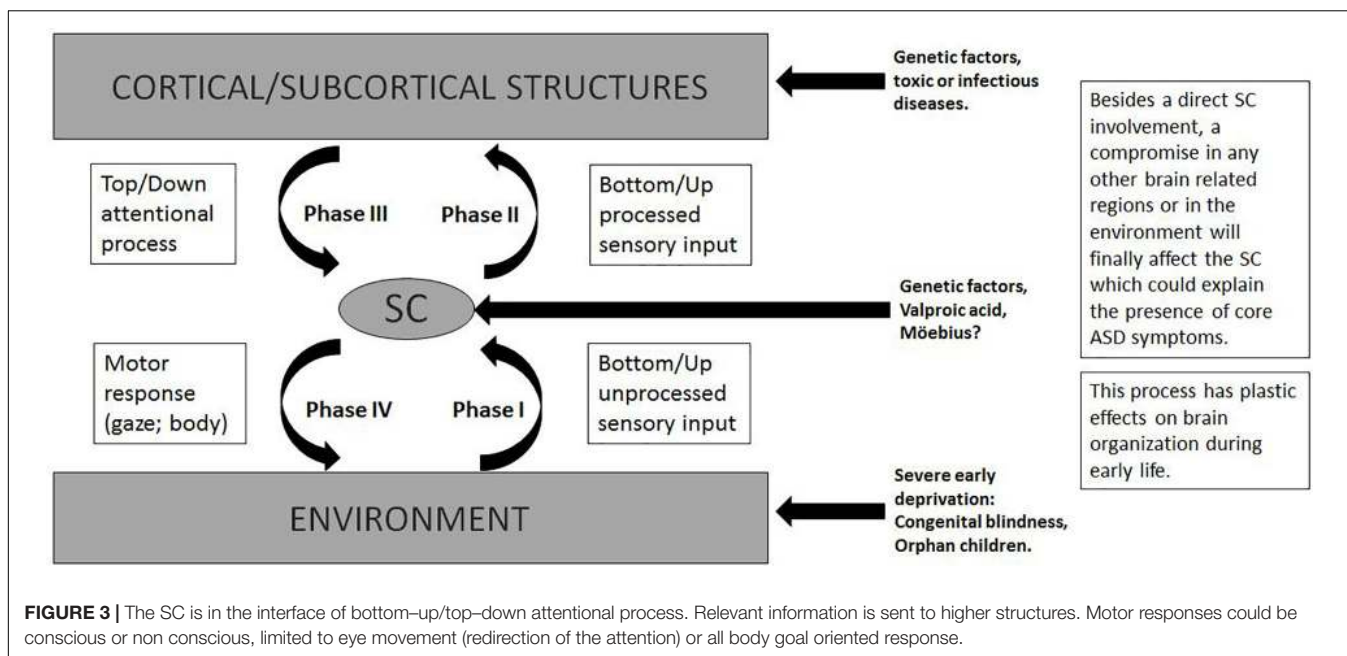 CORTICAL/SUBCORTICAL STRUCTURES
Genetic factors,
toxic or infectious
diseases.
Top/Down
attentional
process
Phase III
Phase II
Bottom/Up
processed
sensory input
SC
Genetic factors,
Valproic acid,
Möebius?
Motor
response
(gaze; body)
Phase IV
Phase I
Bottom/Up
unprocessed
sensory input
ENVIRONMENT
Severe early
deprivation:
Congenital blindness,
Orphan children.
Besides a direct SC
involvement, a
compromise in any
other brain related
regions or in the
environment will
finally affect the SC
which could explain
the presence of core
ASD symptoms.
This process has plastic
effects on brain
organization during
early life.
FIGURE 3 | The SC is in the interface of bottom–up/top–down attentional process. Relevant information is sent to higher structures. Motor responses could be
conscious or non conscious, limited to eye movement (redirection of the attention) or all body goal oriented response.